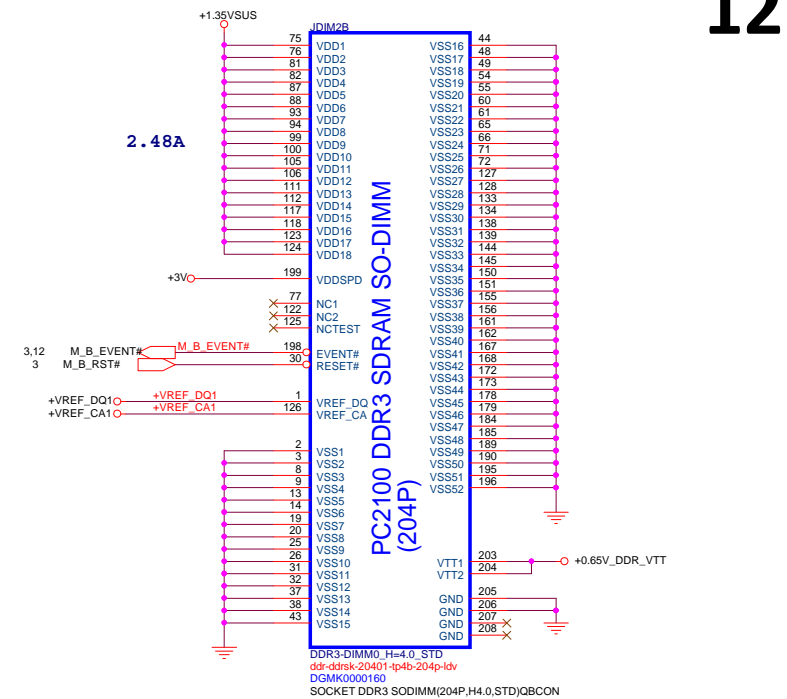 12
+1.35VSUS
JDIM2B
75 VDD1 VSS16 44
76 VDD2 VSS17 48
81 VDD3 VSS18 49
82 VDD4 VSS19 54
87 VDD5 VSS20 55
88 VDD6 VSS21 60
93 VDD7 VSS22 61
94 VDD8 VSS23 65
2.48A
99 VDD9 VSS24 66
100 VDD10 VSS25 71
105 VDD11 VSS26 72
106 VDD12 VSS27 127
111 VDD13 VSS28 128
112 VDD14 VSS29 133
117 VDD15 VSS30 134
118 VDD16 VSS31 138
123 VDD17 VSS32 139
124 VDD18 VSS33 144
VSS34 145
+3V 199 VDDSPD VSS35 150
VSS36 151
77 NC1 VSS37 155
122 NC2 VSS38 156
125 NCTEST VSS39 161
VSS40 162
3,12 M_B_EVENT# M_B_EVENT# 198 EVENT# VSS41 167
3 M_B_RST# 30 RESET# VSS42 168
VSS43 172
VSS44 173
+VREF_DQ1 +VREF_DQ1 1 VREF_DQ VSS45 178
+VREF_CA1 +VREF_CA1 126 VREF_CA VSS46 179
VSS47 184
VSS48 185
2 VSS1 VSS49 189
3 VSS2 VSS50 190
8 VSS3 VSS51 195
9 VSS4 VSS52 196
13 VSS5
14 VSS6
19 VSS7
20 VSS8
25 VSS9
26 VSS10 VTT1 203 +0.65V_DDR_VTT
31 VSS11 VTT2 204
32 VSS12
37 VSS13 GND 205
38 VSS14 GND 206
43 VSS15 GND 207
GND 208
PC2100 DDR3 SDRAM SO-DIMM
(204P)
DDR3-DIMM0_H=4.0_STD
ddr-ddrsk-20401-tp4b-204p-ldv
DGMK0000160
SOCKET DDR3 SODIMM(204P,H4.0,STD)QBCON